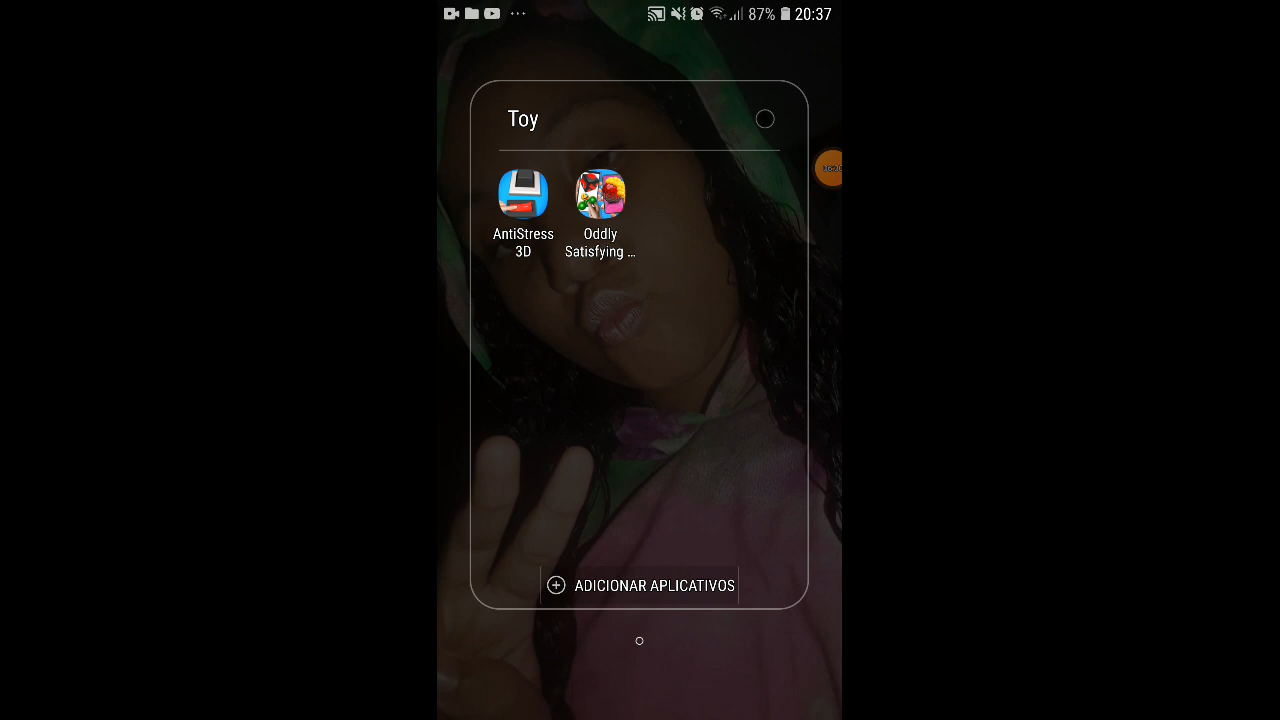 87% 20:37
Toy
AntiStress
3D
Oddly
Satisfying ...
ADICIONAR APLICATIVOS